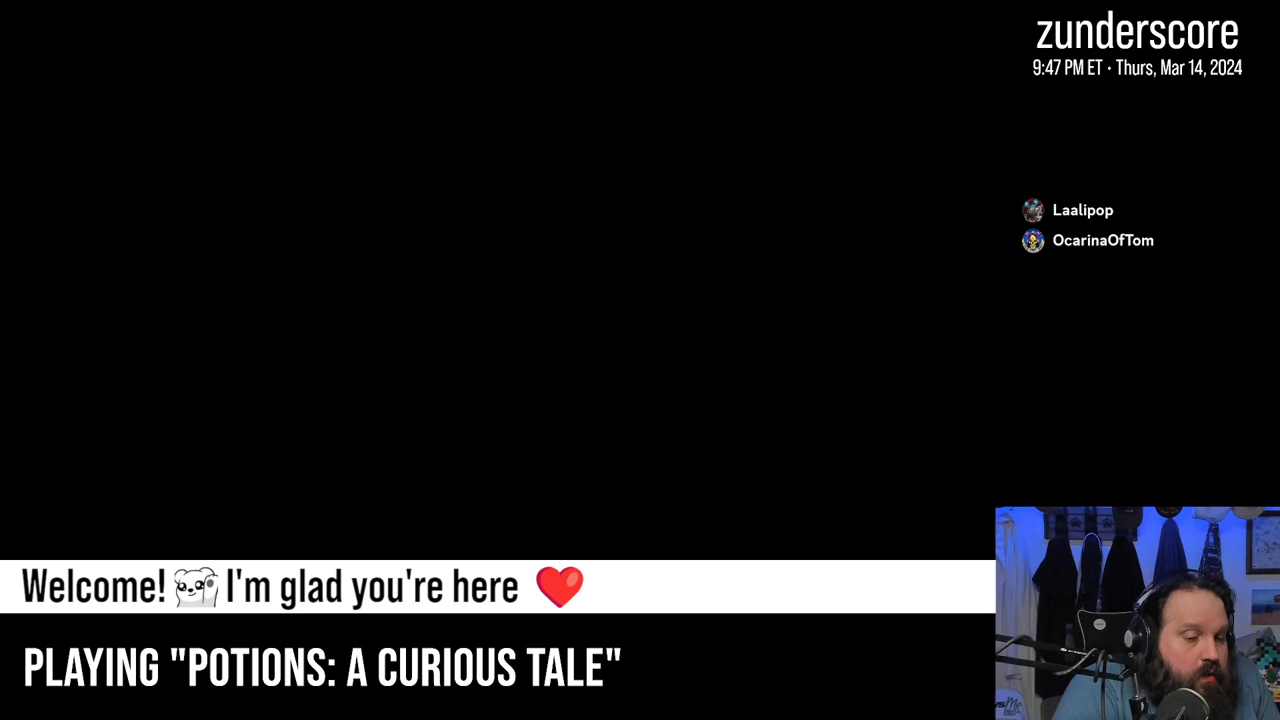 zunderscore
9:47 PM ET • Thurs, Mar 14, 2024
Laalipop
OcarinaOfTom
Welcome! I'm glad you're here ❤️
PLAYING "POTIONS: A CURIOUS TALE"